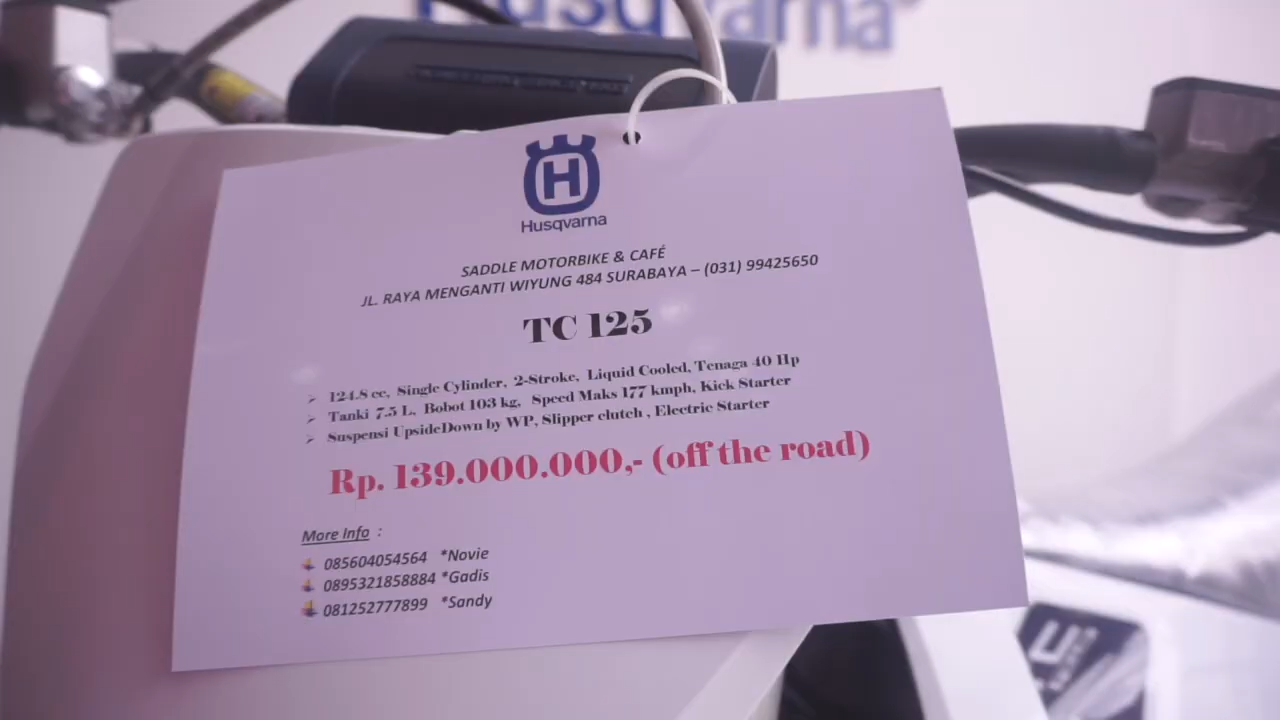 Husqvarna
H
Husqvarna
SADDLE MOTORBIKE & CAFÉ
JL. RAYA MENGANTI WIYUNG 484 SURABAYA – (031) 99425650
TC 125
➢ 124.8 cc, Single Cylinder, 2-Stroke, Liquid Cooled, Tenaga 40 Hp
➢ Tanki 7.5 L, Bobot 103 kg, Speed Maks 177 kmph, Kick Starter
➢ Suspensi UpsideDown by WP, Slipper clutch , Electric Starter
Rp. 139.000.000,- (off the road)
More Info :
085604054564 *Novie
0895321858884 *Gadis
081252777899 *Sandy